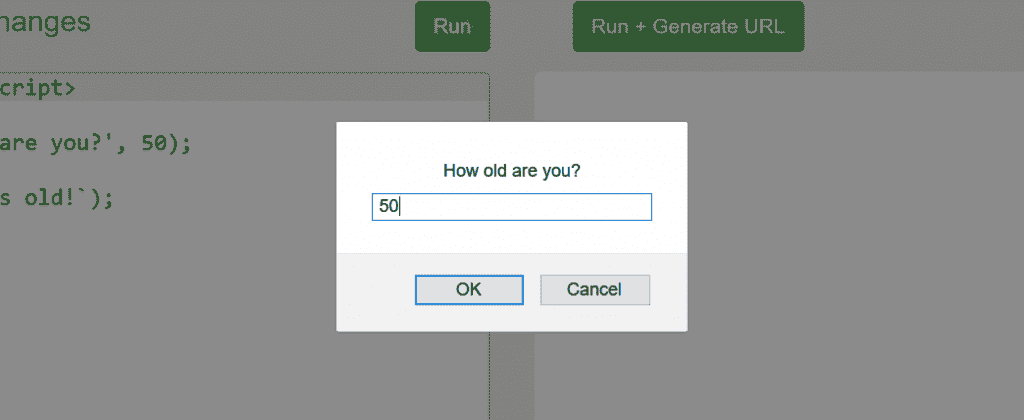 hanges
Run
Run + Generate URL
cript>
are you?', 50);
s old!`);
How old are you?
50
OK
Cancel